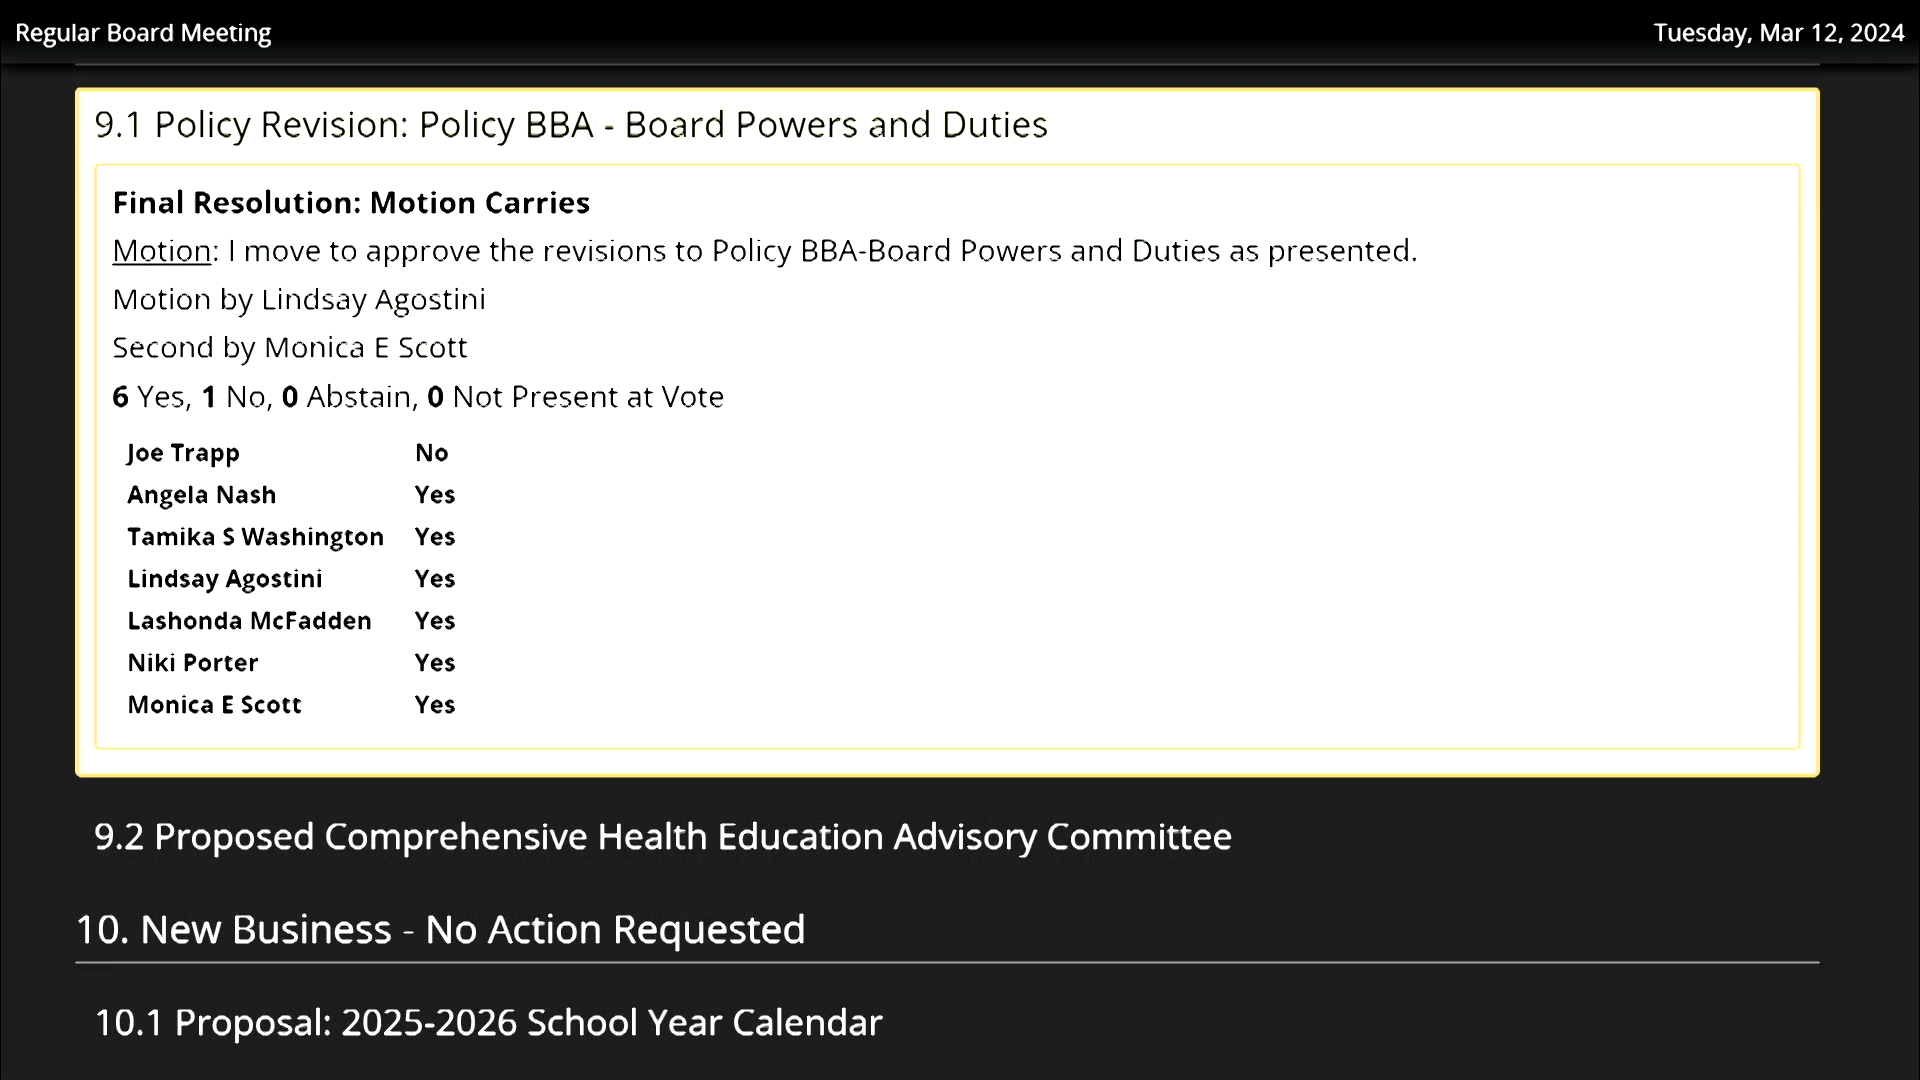 Regular Board Meeting
Tuesday, Mar 12, 2024
9.1 Policy Revision: Policy BBA - Board Powers and Duties
Final Resolution: Motion Carries
Motion: I move to approve the revisions to Policy BBA-Board Powers and Duties as presented.
Motion by Lindsay Agostini
Second by Monica E Scott
6 Yes, 1 No, 0 Abstain, 0 Not Present at Vote
Joe Trapp No
Angela Nash Yes
Tamika S Washington Yes
Lindsay Agostini Yes
Lashonda McFadden Yes
Niki Porter Yes
Monica E Scott Yes
9.2 Proposed Comprehensive Health Education Advisory Committee
10. New Business - No Action Requested
10.1 Proposal: 2025-2026 School Year Calendar